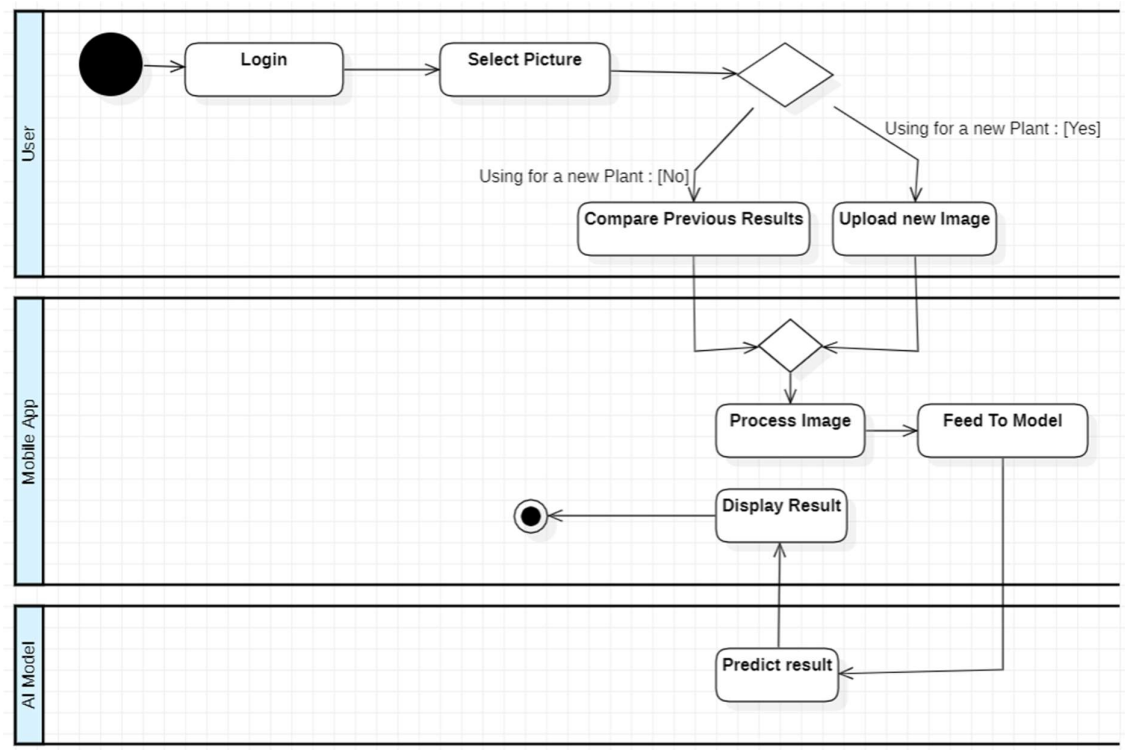 User
Login
Select Picture
Using for a new Plant : [Yes]
Using for a new Plant : [No]
Compare Previous Results
Upload new Image
Mobile App
Process Image
Feed To Model
Display Result
AI Model
Predict result